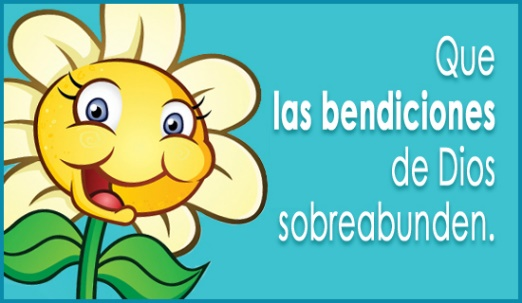 Que
las bendiciones
de Dios
sobreabunden.